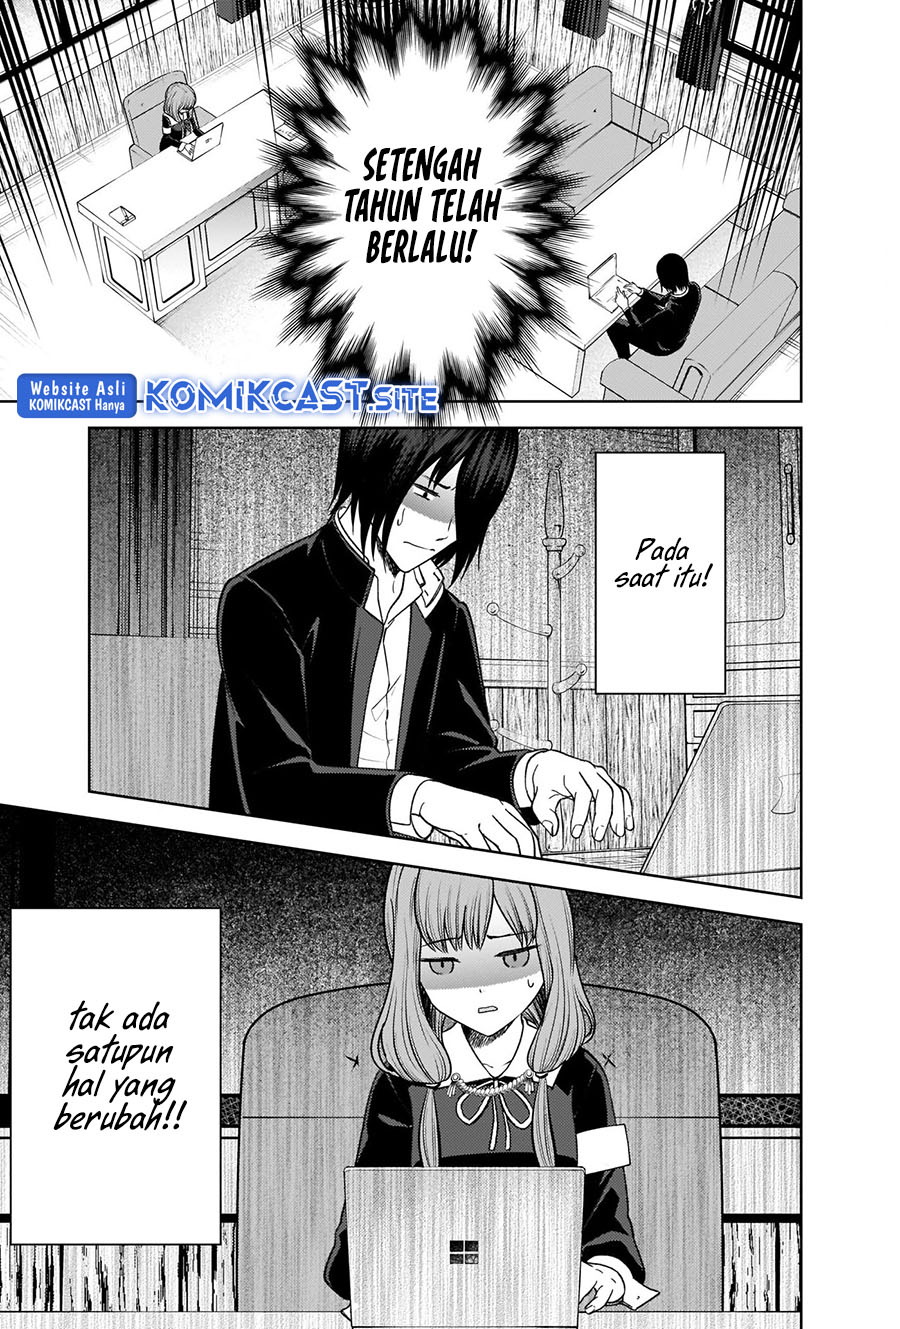 SETENGAH
TAHUN TELAH
BERLALU!
Website Asli
KOMIKCAST Hanya
KOMIKCAST.SITE
Pada
saat itu!
tak ada
satupun
hal yang
berubah!!